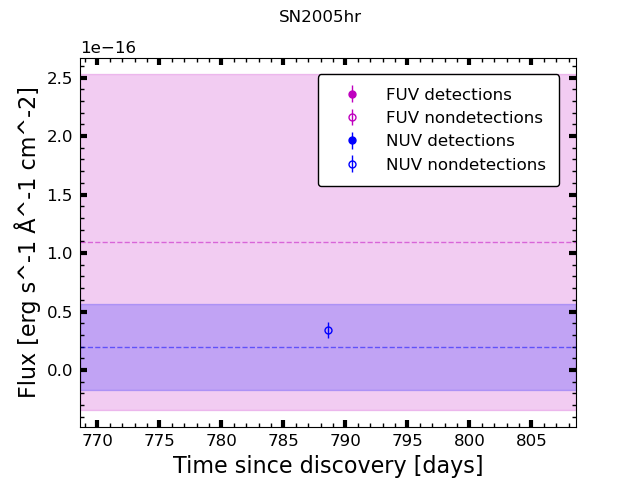 SN2005hr
1e−16
2.5
2.0
1.5
1.0
0.5
0.0
Flux [erg s^-1 Å^-1 cm^-2]
FUV detections
FUV nondetections
NUV detections
NUV nondetections
770 775 780 785 790 795 800 805
Time since discovery [days]